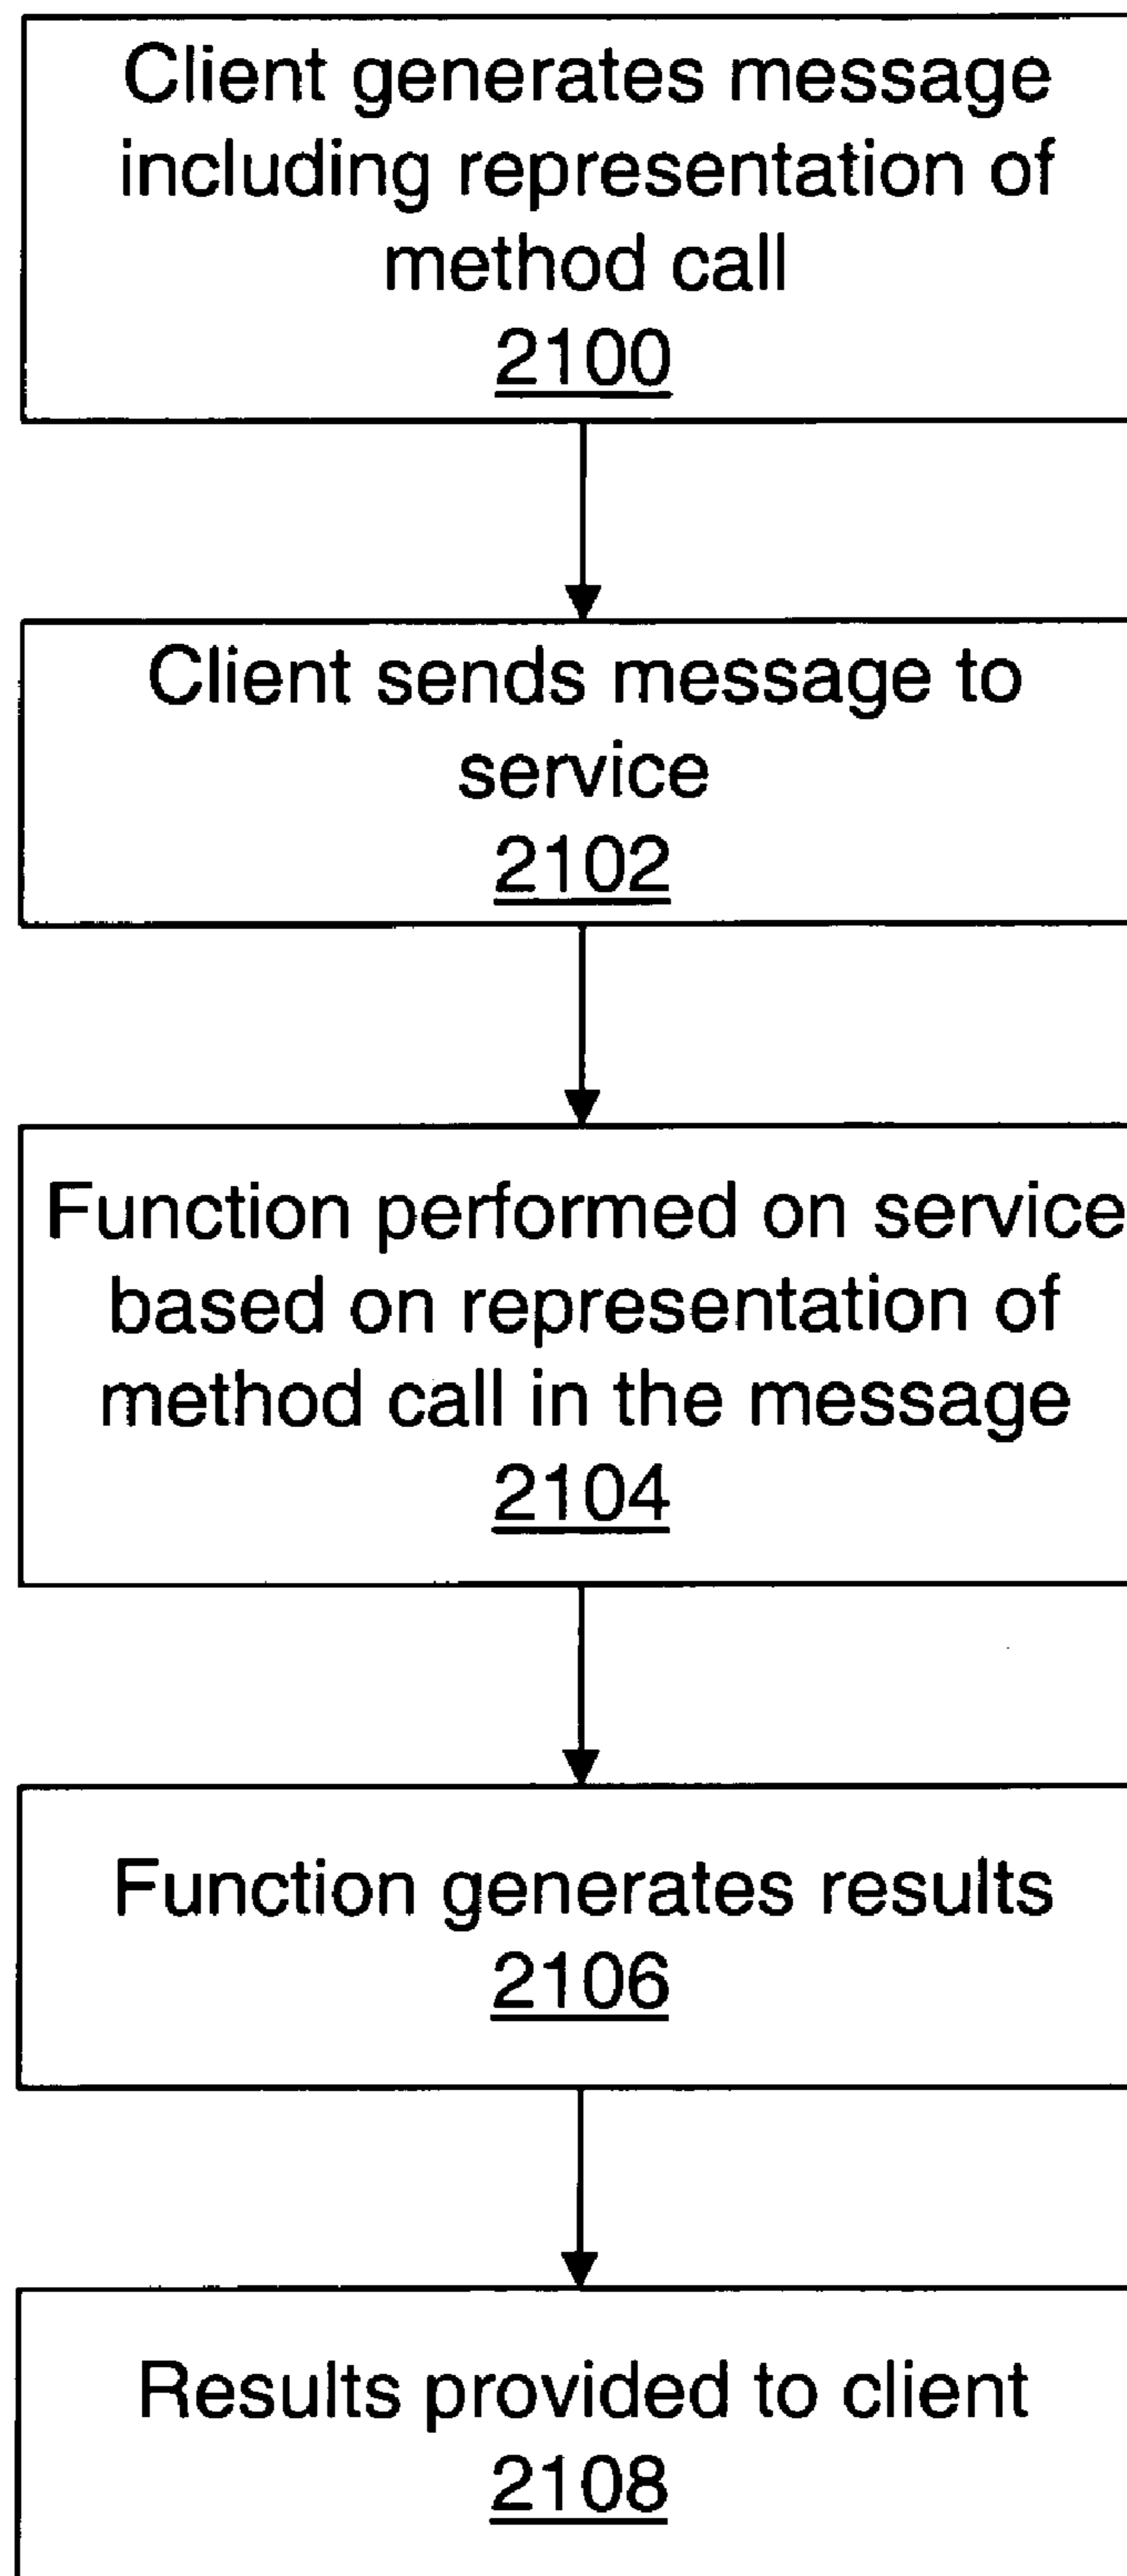 Client generates message
including representation of
method call
2100
Client sends message to
service
2102
Function performed on service
based on representation of
method call in the message
2104
Function generates results
2106
Results provided to client
2108